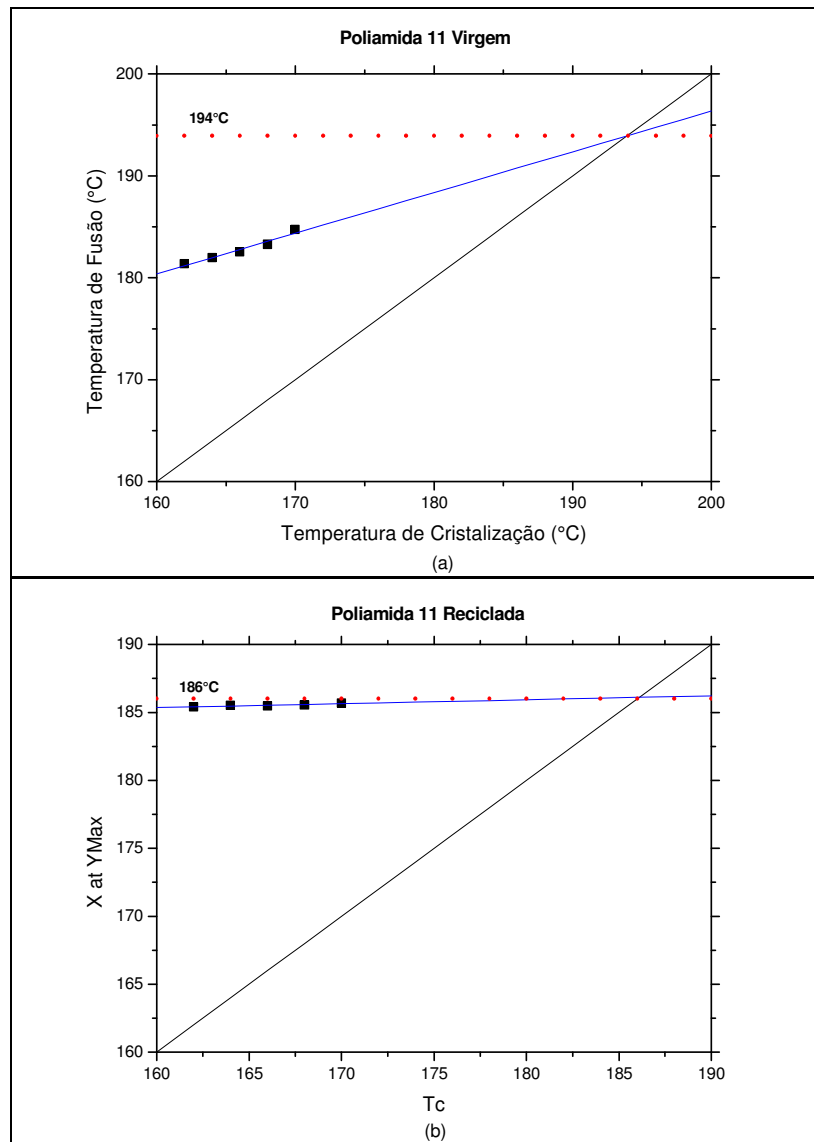 Poliamida 11 Virgem
200
194°C
190
180
170
160
160 170 180 190 200
Temperatura de Fusão (°C)
Temperatura de Cristalização (°C)
(a)
Poliamida 11 Reciclada
190
186°C
185
180
175
170
165
160
160 165 170 175 180 185 190
X at YMax
Tc
(b)